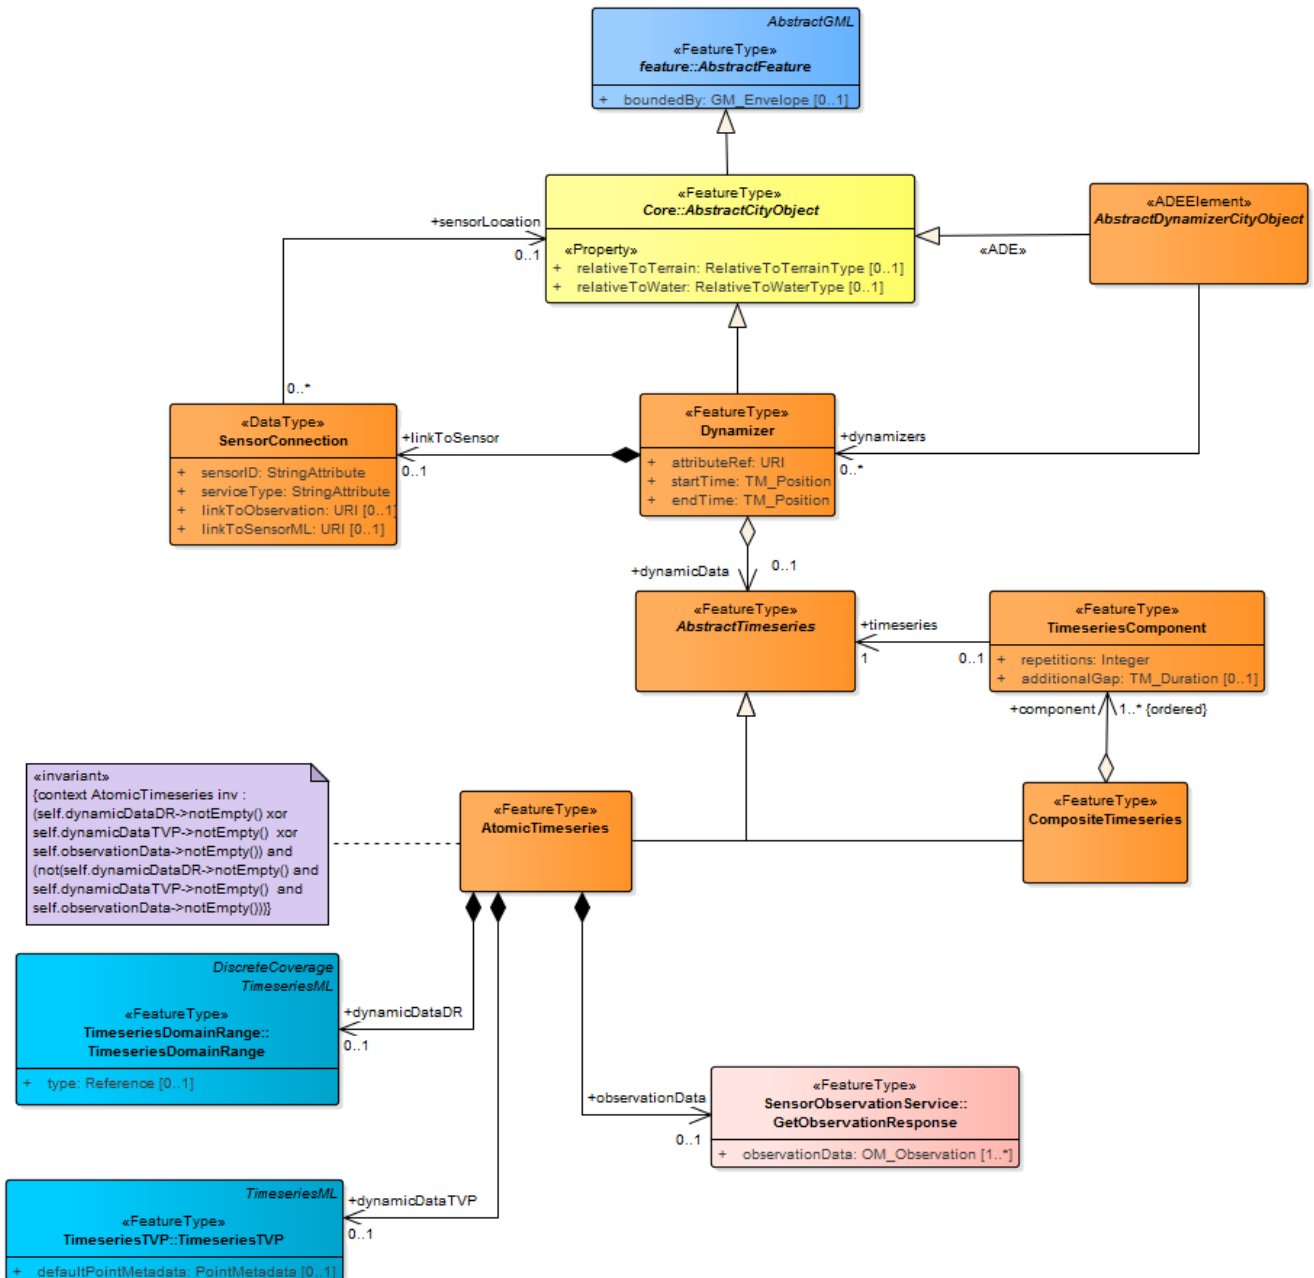 AbstractGML
«FeatureType»
feature::AbstractFeature
+ boundedBy: GM_Envelope [0..1]
«FeatureType»
Core::AbstractCityObject
«Property»
+ relativeToTerrain: RelativeToTerrainType [0..1]
+ relativeToWater: RelativeToWaterType [0..1]
«ADEElement»
AbstractDynamizerCityObject
«ADE»
+sensorLocation
0..1
0..*
«DataType»
SensorConnection
+ sensorID: StringAttribute
+ serviceType: StringAttribute
+ linkToObservation: URI [0..1]
+ linkToSensorML: URI [0..1]
+linkToSensor
0..1
«FeatureType»
Dynamizer
+ attributeRef: URI
+ startTime: TM_Position
+ endTime: TM_Position
+dynamizers
0..*
+dynamicData
0..1
«FeatureType»
AbstractTimeseries
+timeseries
1
0..1
«FeatureType»
TimeseriesComponent
+ repetitions: Integer
+ additionalGap: TM_Duration [0..1]
+component
1..* {ordered}
«FeatureType»
CompositeTimeseries
«invariant»
{context AtomicTimeseries inv :
(self.dynamicDataDR->notEmpty() xor
self.dynamicDataTVP->notEmpty() xor
self.observationData->notEmpty()) and
(not(self.dynamicDataDR->notEmpty() and
self.dynamicDataTVP->notEmpty() and
self.observationData->notEmpty()))}
«FeatureType»
AtomicTimeseries
DiscreteCoverage
TimeseriesML
«FeatureType»
TimeseriesDomainRange::
TimeseriesDomainRange
+ type: Reference [0..1]
+dynamicDataDR
0..1
+observationData
0..1
«FeatureType»
SensorObservationService::
GetObservationResponse
+ observationData: OM_Observation [1..*]
TimeseriesML
«FeatureType»
TimeseriesTVP::TimeseriesTVP
+ defaultPointMetadata: PointMetadata [0..1]
+dynamicDataTVP
0..1